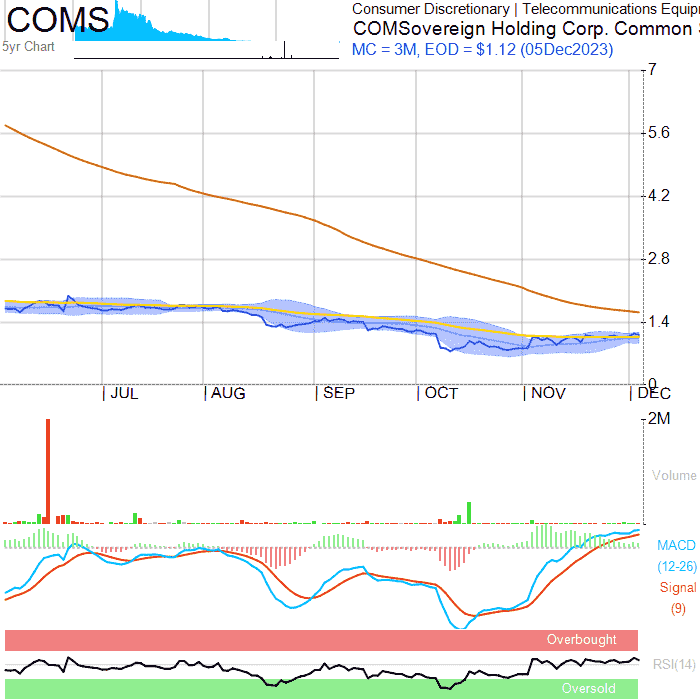 COMS
5yr Chart
Consumer Discretionary | Telecommunications Equip
COMSovereign Holding Corp. Common
MC = 3M, EOD = $1.12 (05Dec2023)
7
5.6
4.2
2.8
1.4
0
JUL AUG SEP OCT NOV DEC
2M
Volume
MACD
(12-26)
Signal
(9)
Overbought
RSI(14)
Oversold